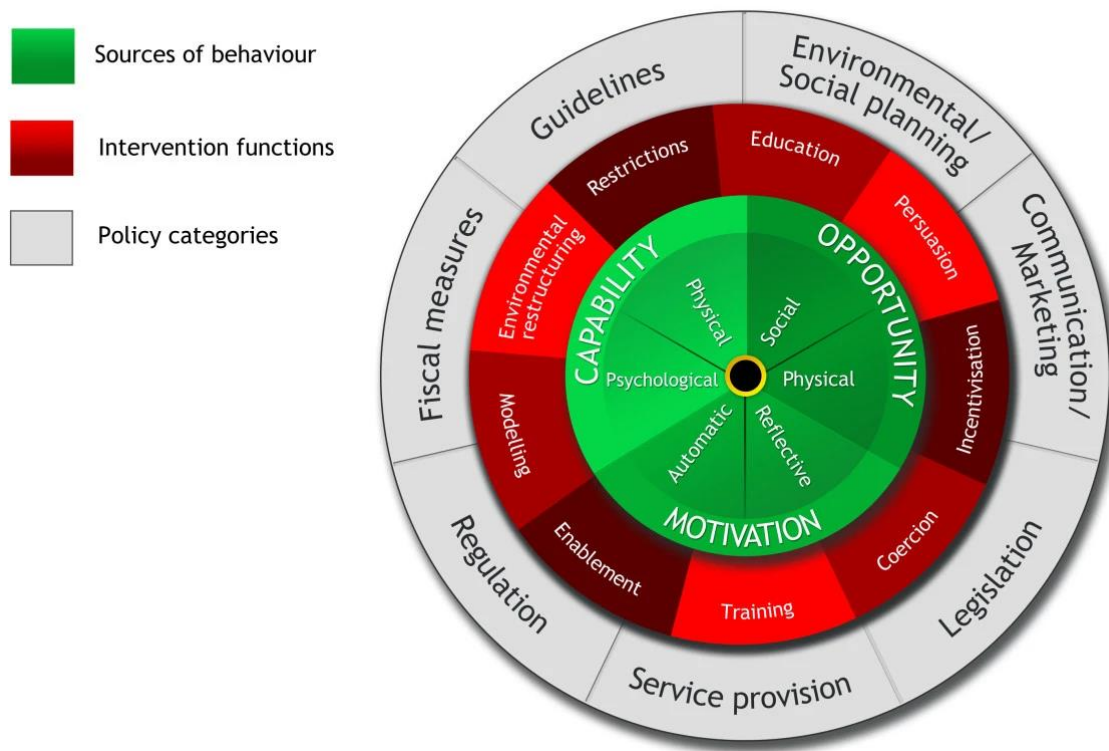 Sources of behaviour
Intervention functions
Policy categories
Guidelines
Environmental/
Social planning
Communication/
Marketing
Legislation
Service provision
Regulation
Fiscal measures
Restrictions
Education
Persuasion
Incentivisation
Coercion
Training
Enablement
Modelling
Environmental
restructuring
CAPABILITY
OPPORTUNITY
MOTIVATION
Physical
Social
Psychological
Physical
Automatic
Reflective